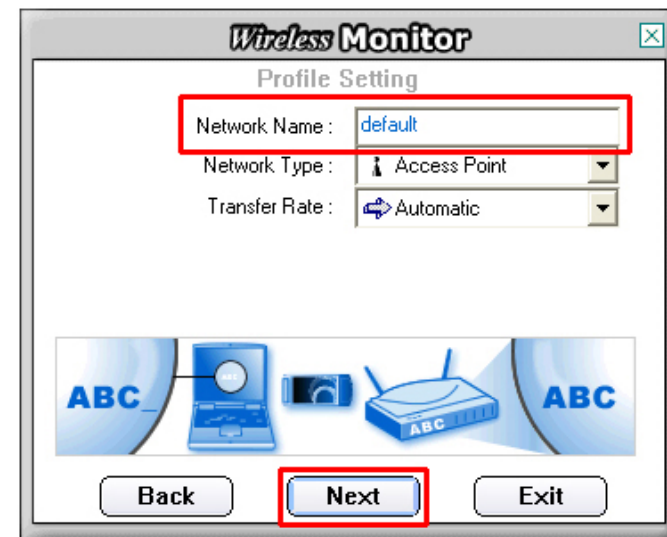 Wireless Monitor
Profile Setting
Network Name : default
Network Type : Access Point
Transfer Rate : Automatic
ABC_ ABC ABC
Back Next Exit